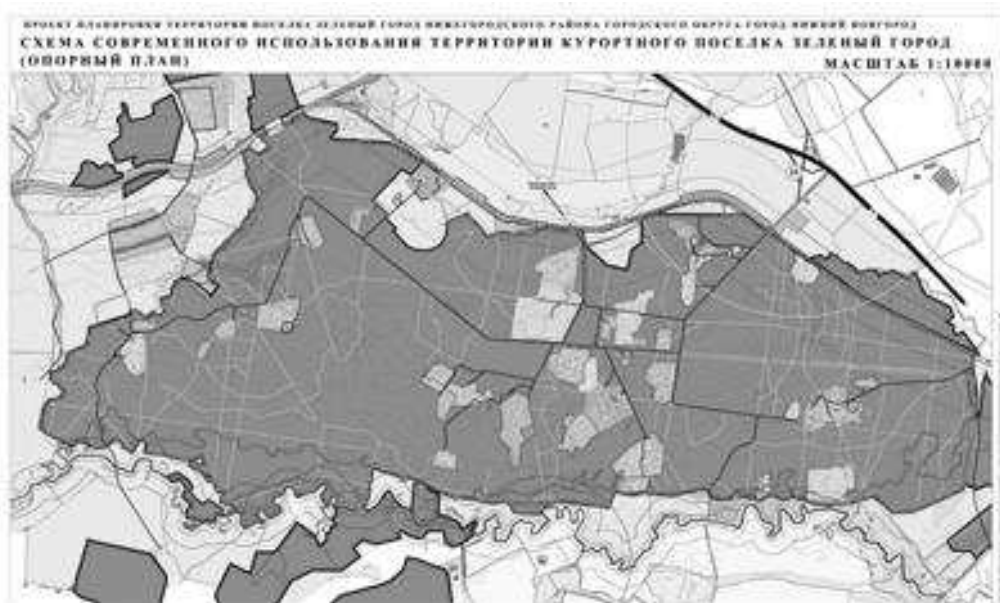 ПРОЕКТ ПЛАНИРОВКИ ТЕРРИТОРИИ ПОСЕЛКА ЗЕЛЕНЫЙ ГОРОД НИЖЕГОРОДСКОГО РАЙОНА ГОРОДСКОГО ОКРУГА ГОРОД НИЖНИЙ НОВГОРОД
СХЕМА СОВРЕМЕННОГО ИСПОЛЬЗОВАНИЯ ТЕРРИТОРИИ КУРОРТНОГО ПОСЕЛКА ЗЕЛЕНЫЙ ГОРОД
(ОПОРНЫЙ ПЛАН)
МАСШТАБ 1:10000